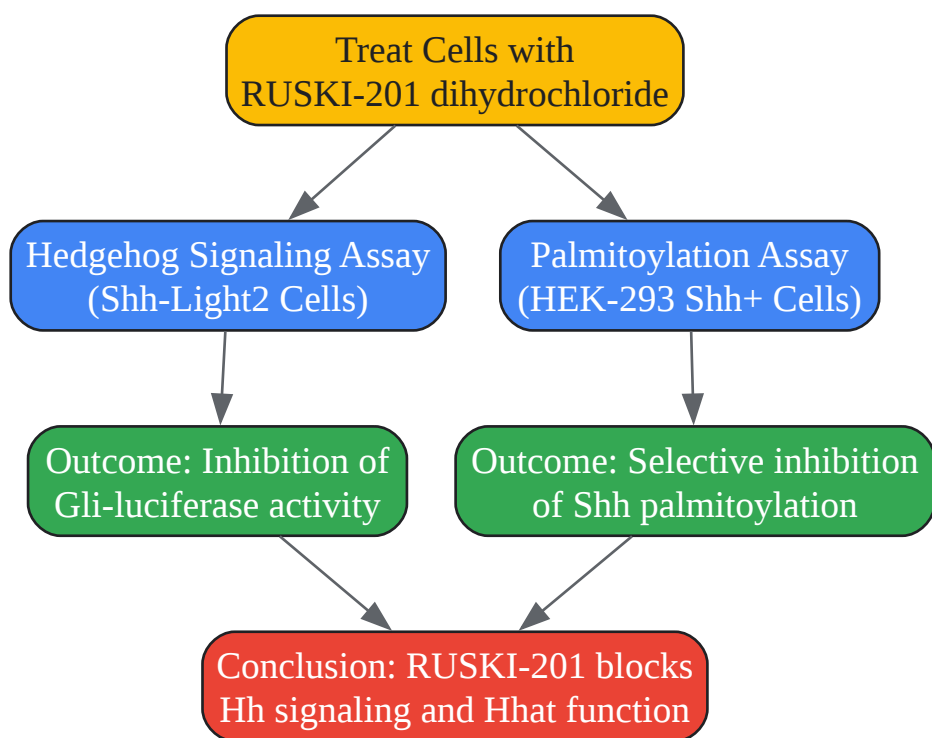 Treat Cells with
RUSKI-201 dihydrochloride
Hedgehog Signaling Assay
(Shh-Light2 Cells)
Palmitoylation Assay
(HEK-293 Shh+ Cells)
Outcome: Inhibition of
Gli-luciferase activity
Outcome: Selective inhibition
of Shh palmitoylation
Conclusion: RUSKI-201 blocks
Hh signaling and Hhat function